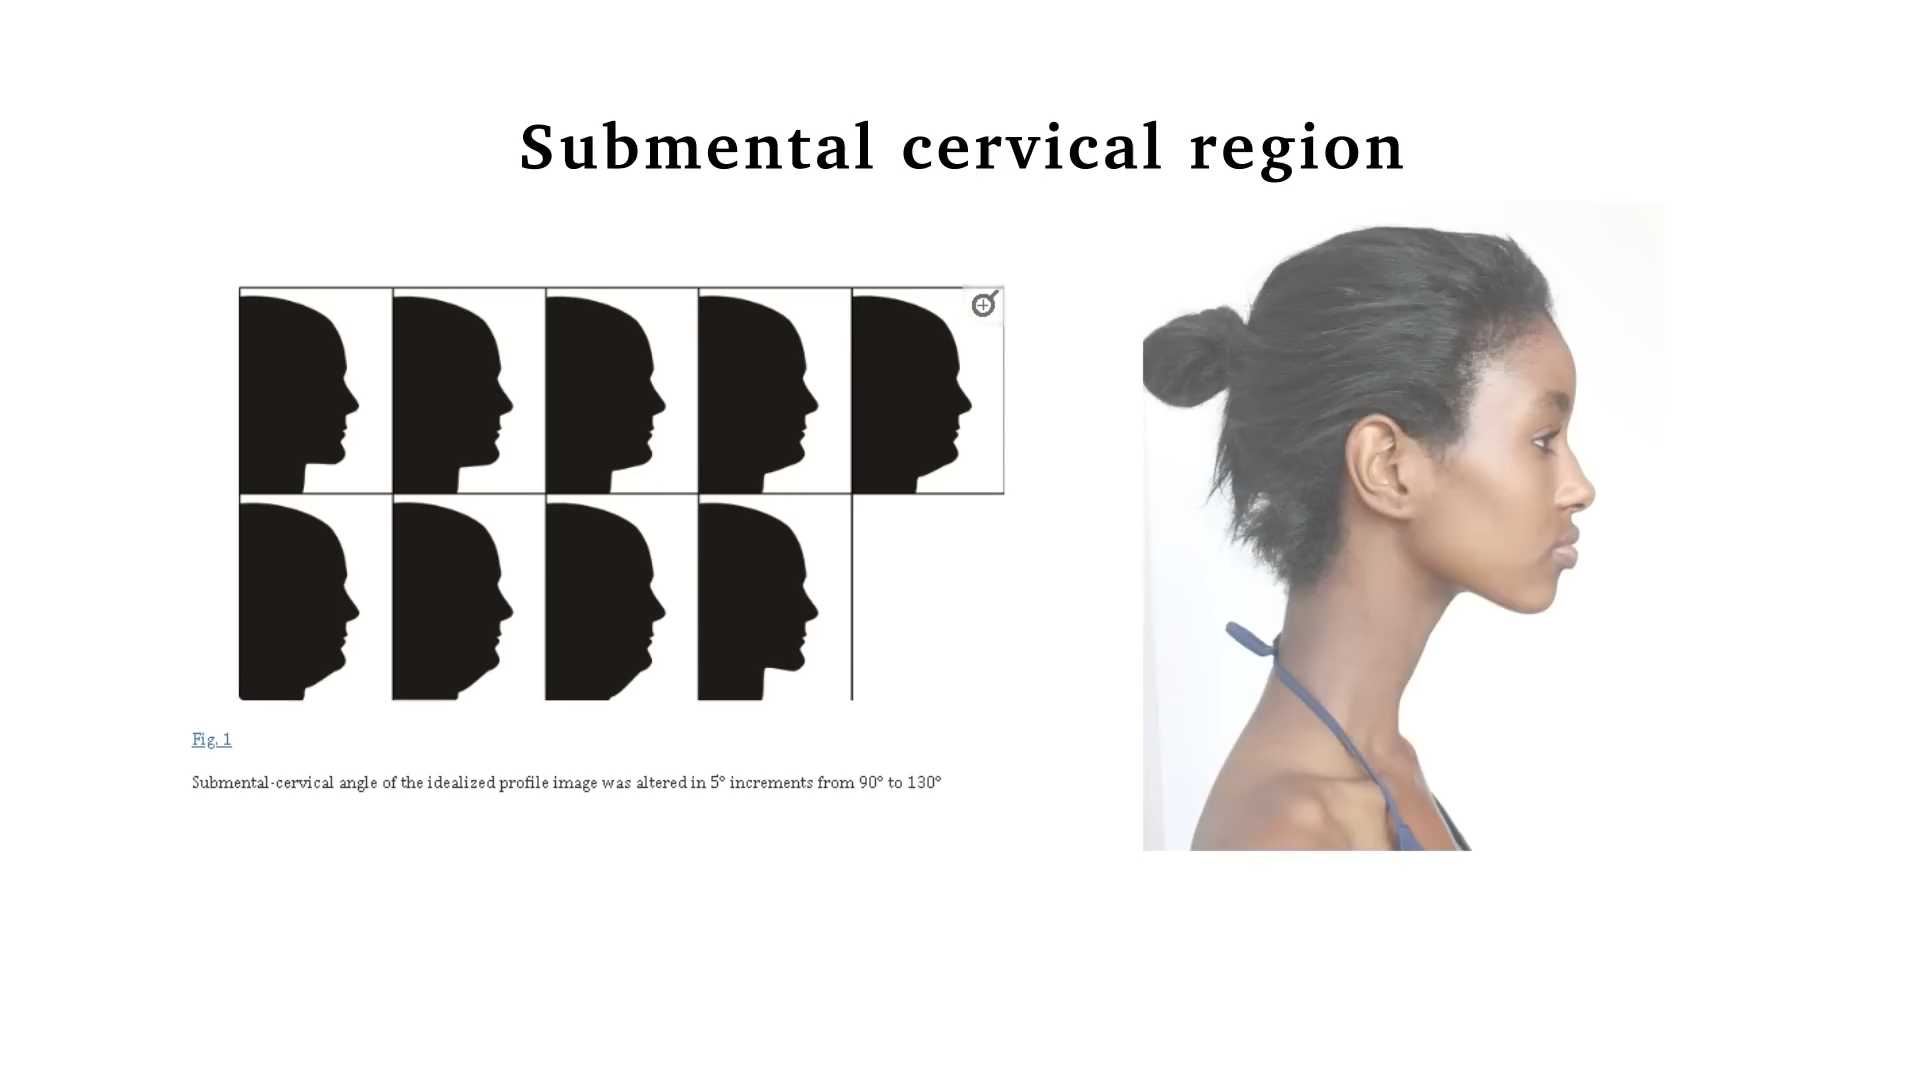 Submental cervical region
Fig. 1
Submental-cervical angle of the idealized profile image was altered in 5° increments from 90° to 130°